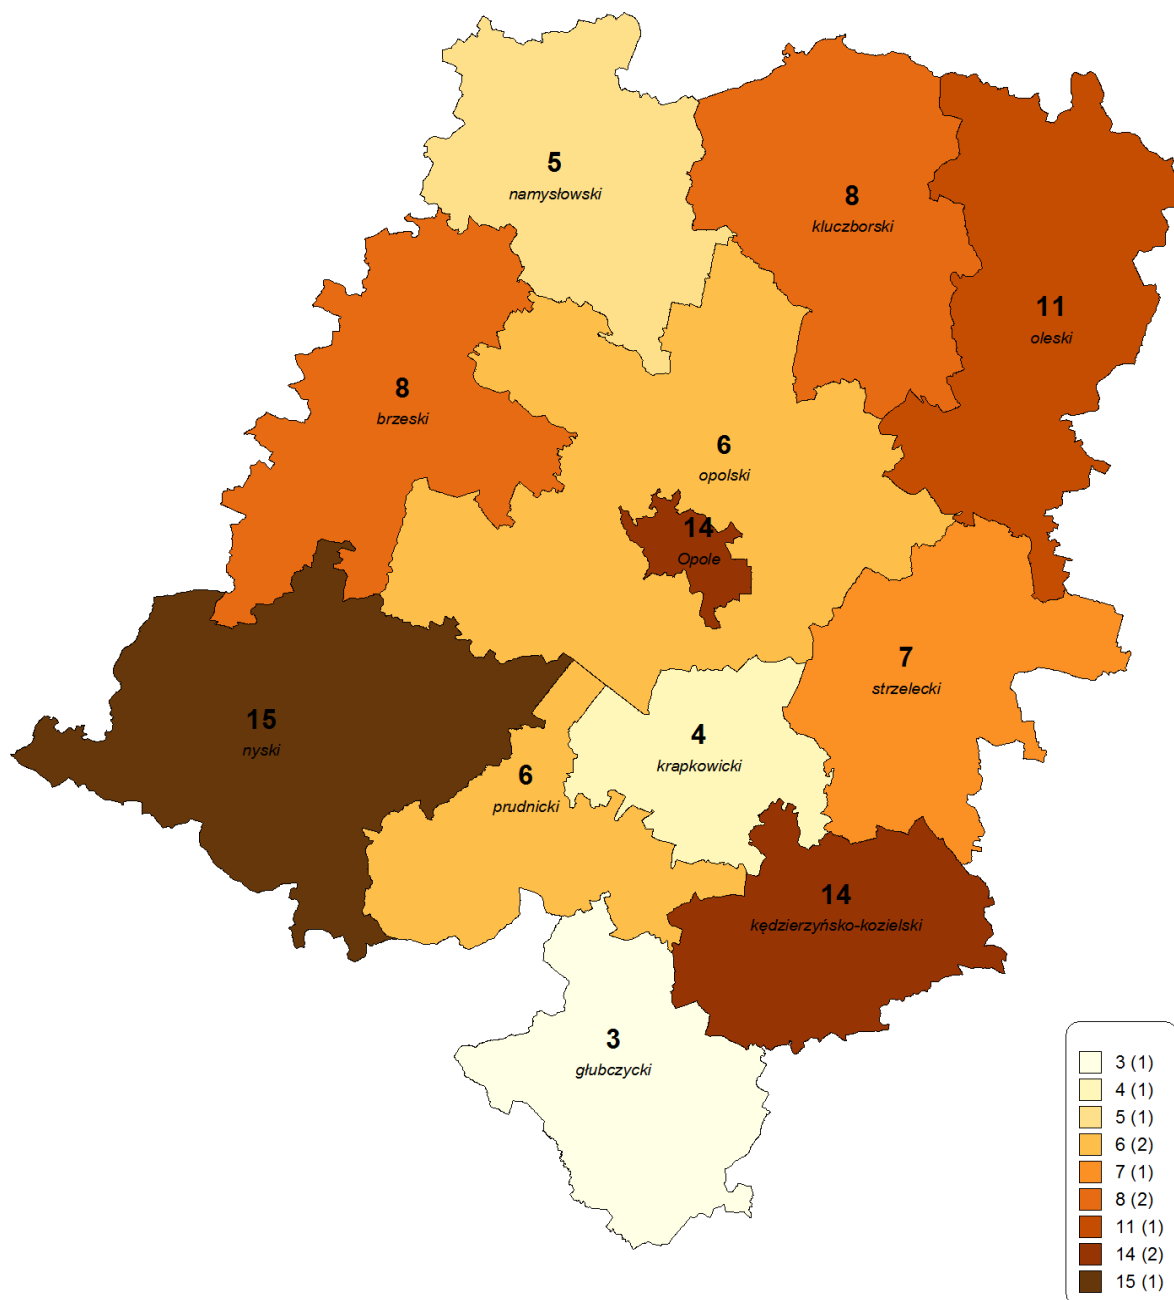 5
namysłowski
8
kluczborski
11
oleski
8
brzeski
6
opolski
14
Opole
7
strzelecki
15
nyski
4
krapkowicki
6
prudnicki
14
kędzierzyńsko-kozielski
3
głubczycki
3 (1)
4 (1)
5 (1)
6 (2)
7 (1)
8 (2)
11 (1)
14 (2)
15 (1)